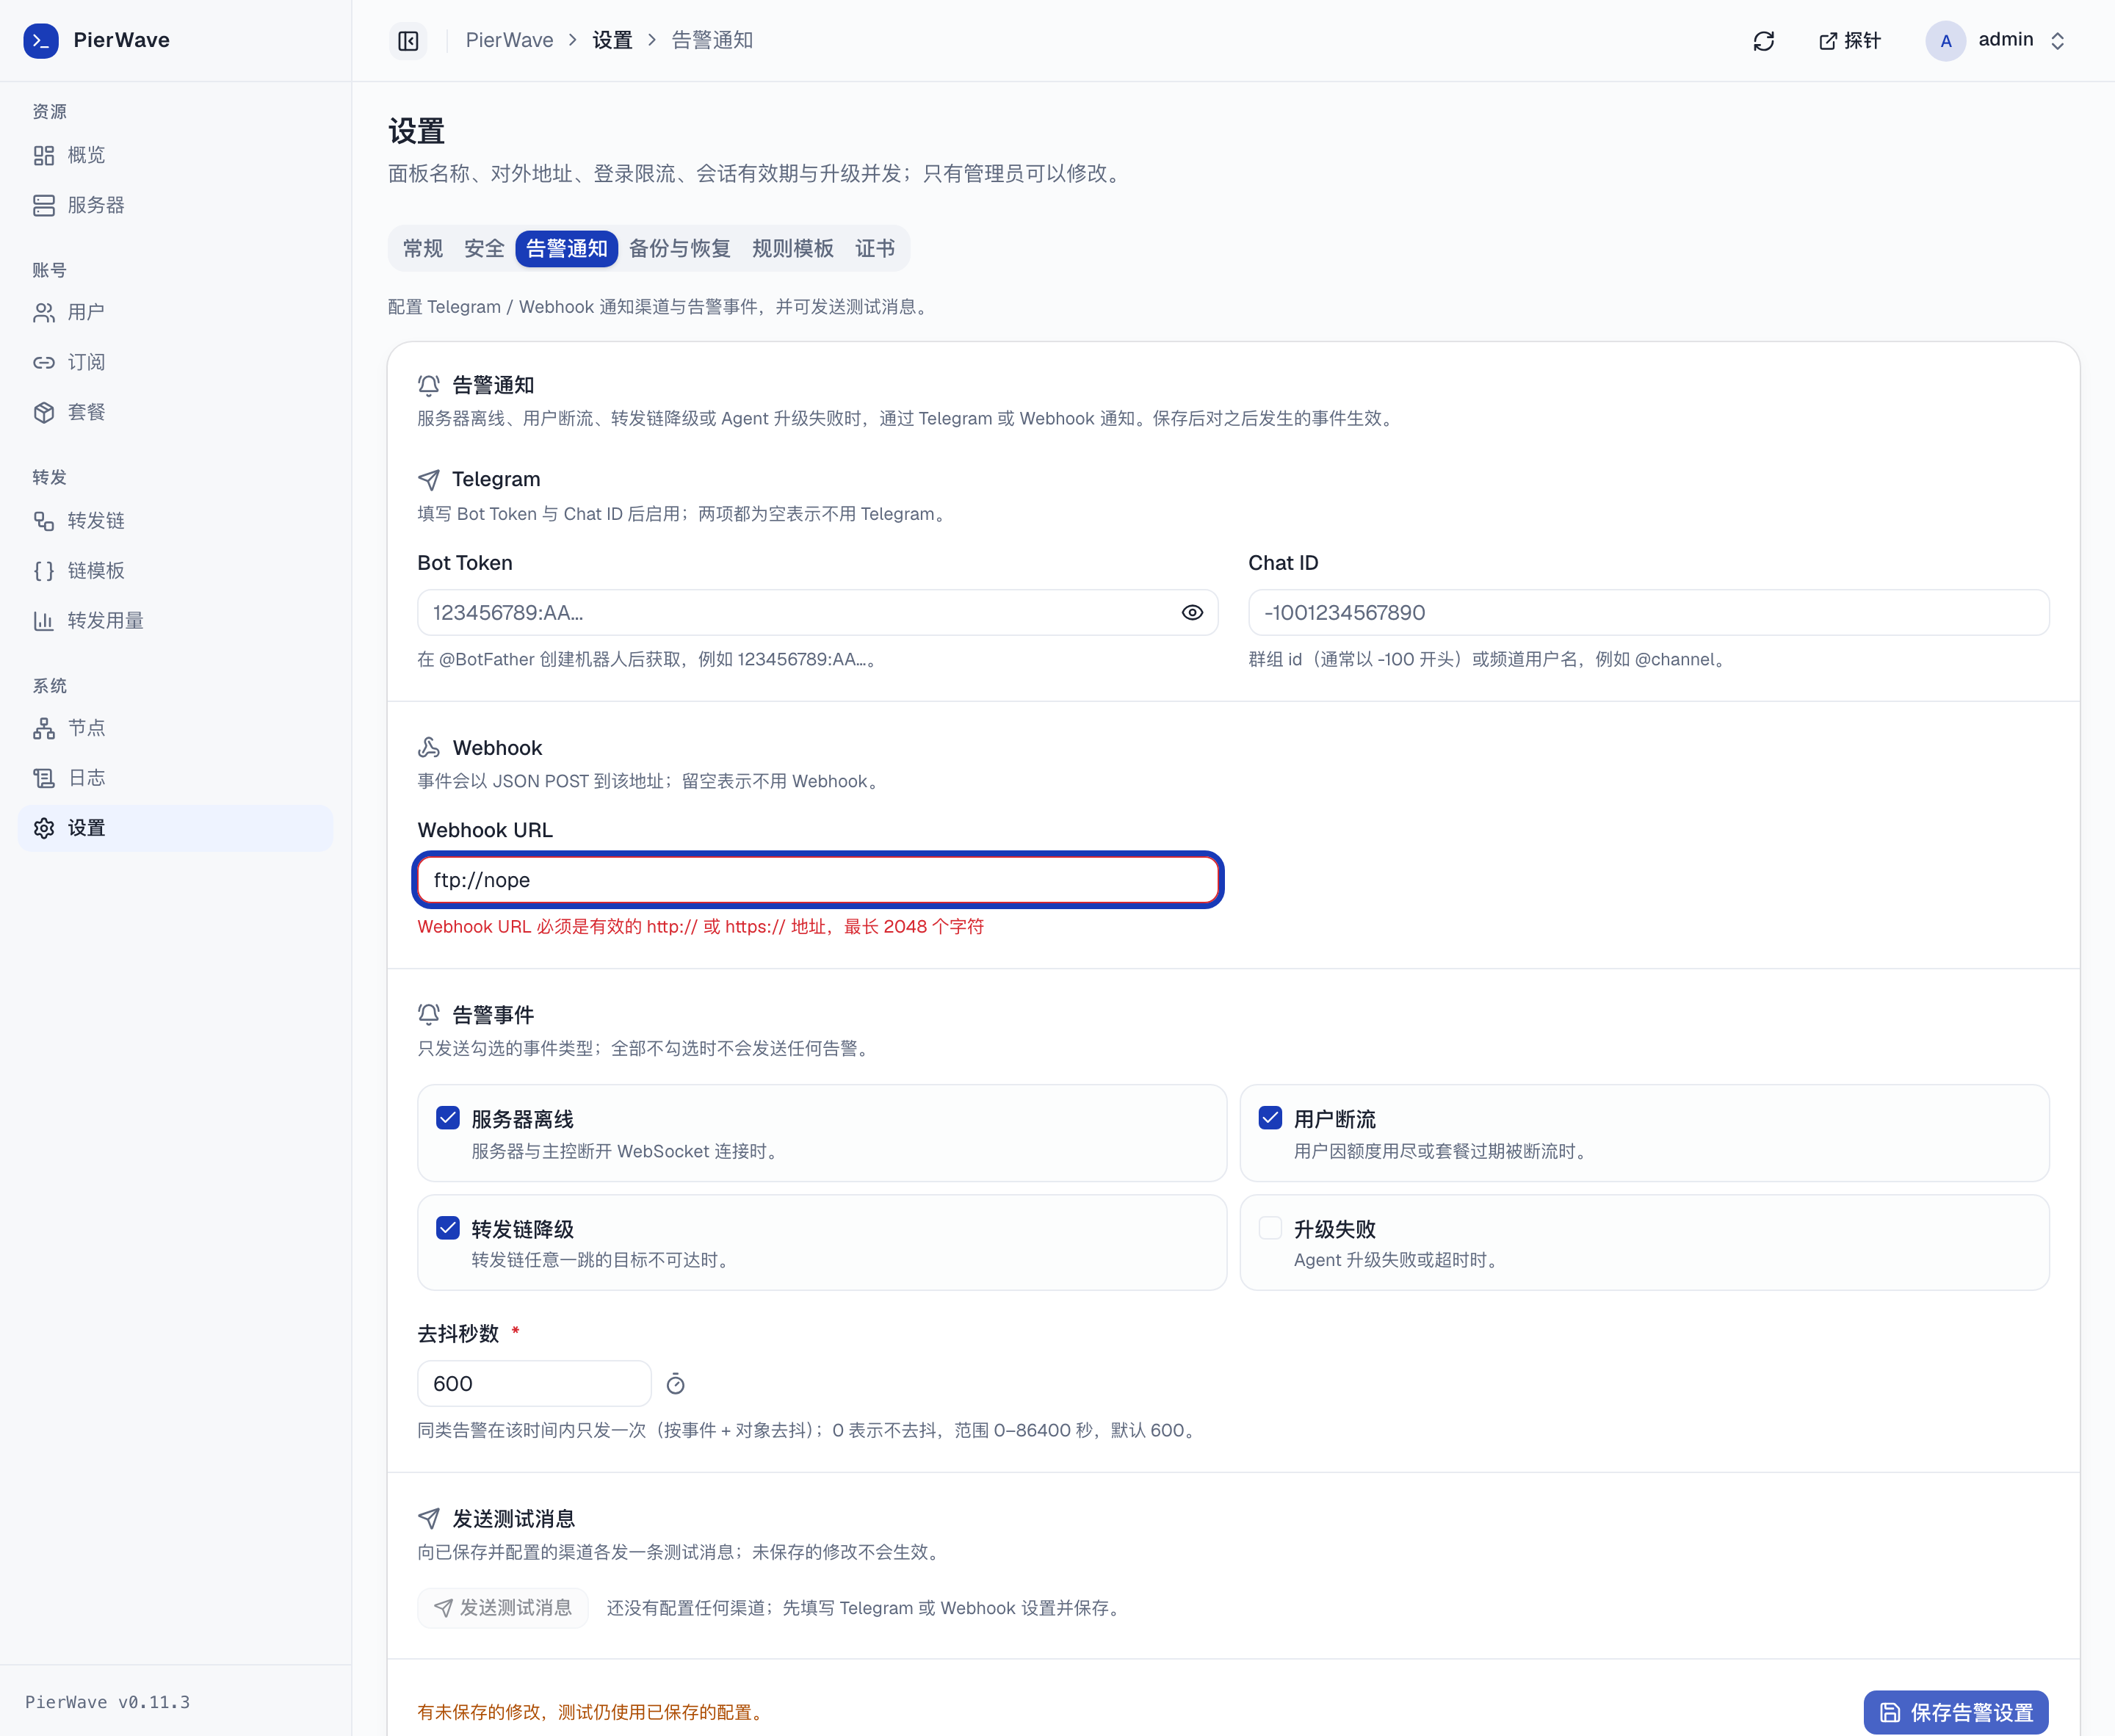 PierWave
PierWave > 设置 > 告警通知
探针
A admin
资源
概览
服务器
账号
用户
订阅
套餐
转发
转发链
链模板
转发用量
系统
节点
日志
设置
PierWave v0.11.3
设置
面板名称、对外地址、登录限流、会话有效期与升级并发；只有管理员可以修改。
常规 安全 告警通知 备份与恢复 规则模板 证书
配置 Telegram / Webhook 通知渠道与告警事件，并可发送测试消息。
告警通知
服务器离线、用户断流、转发链降级或 Agent 升级失败时，通过 Telegram 或 Webhook 通知。保存后对之后发生的事件生效。
Telegram
填写 Bot Token 与 Chat ID 后启用；两项都为空表示不用 Telegram。
Bot Token
123456789:AA...
在 @BotFather 创建机器人后获取，例如 123456789:AA...。
Chat ID
-1001234567890
群组 id（通常以 -100 开头）或频道用户名，例如 @channel。
Webhook
事件会以 JSON POST 到该地址；留空表示不用 Webhook。
Webhook URL
ftp://nope
Webhook URL 必须是有效的 http:// 或 https:// 地址，最长 2048 个字符
告警事件
只发送勾选的事件类型；全部不勾选时不会发送任何告警。
服务器离线
服务器与主控断开 WebSocket 连接时。
用户断流
用户因额度用尽或套餐过期被断流时。
转发链降级
转发链任意一跳的目标不可达时。
升级失败
Agent 升级失败或超时时。
去抖秒数 *
600
同类告警在该时间内只发一次（按事件 + 对象去抖）；0 表示不去抖，范围 0–86400 秒，默认 600。
发送测试消息
向已保存并配置的渠道各发一条测试消息；未保存的修改不会生效。
发送测试消息
还没有配置任何渠道；先填写 Telegram 或 Webhook 设置并保存。
有未保存的修改，测试仍使用已保存的配置。
保存告警设置